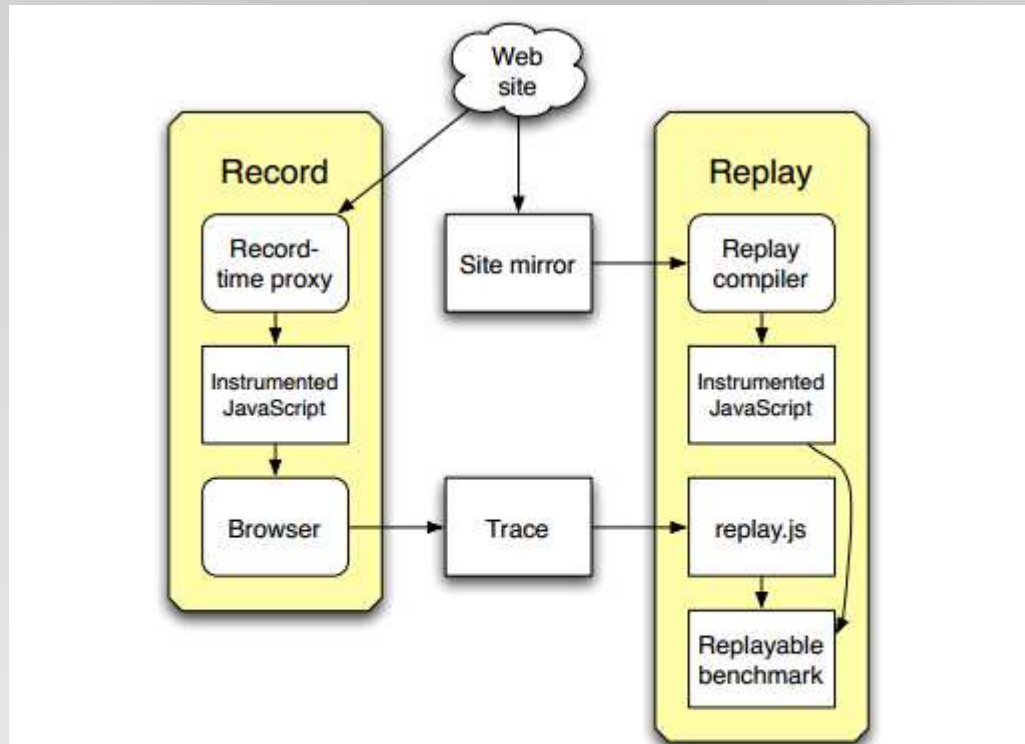 Web
site
Record
Record-
time proxy
Instrumented
JavaScript
Browser
Site mirror
Trace
Replay
Replay
compiler
Instrumented
JavaScript
replay.js
Replayable
benchmark